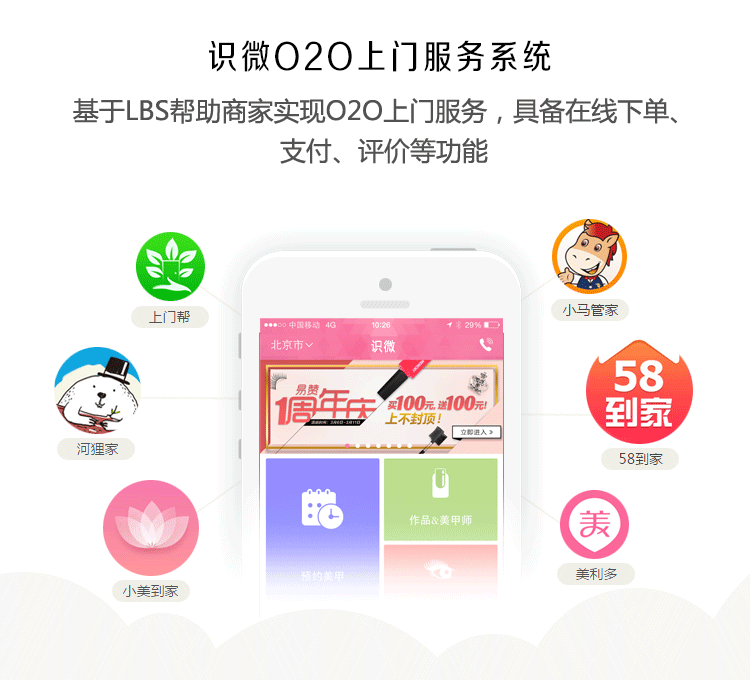 识微O2O上门服务系统
基于LBS帮助商家实现O2O上门服务，具备在线下单、
支付、评价等功能
上门帮
小马管家
中国移动 4G 10:26 29%
北京市 识微
河狸家
易赞
1周年庆
买100元, 送100元!
上不封顶!
立即进入
58
到家
58到家
作品&美甲师
预约美甲
小美到家
美
美利多